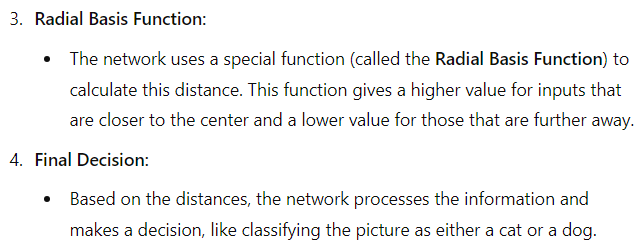 3. Radial Basis Function:
• The network uses a special function (called the Radial Basis Function) to
calculate this distance. This function gives a higher value for inputs that
are closer to the center and a lower value for those that are further away.
4. Final Decision:
• Based on the distances, the network processes the information and
makes a decision, like classifying the picture as either a cat or a dog.